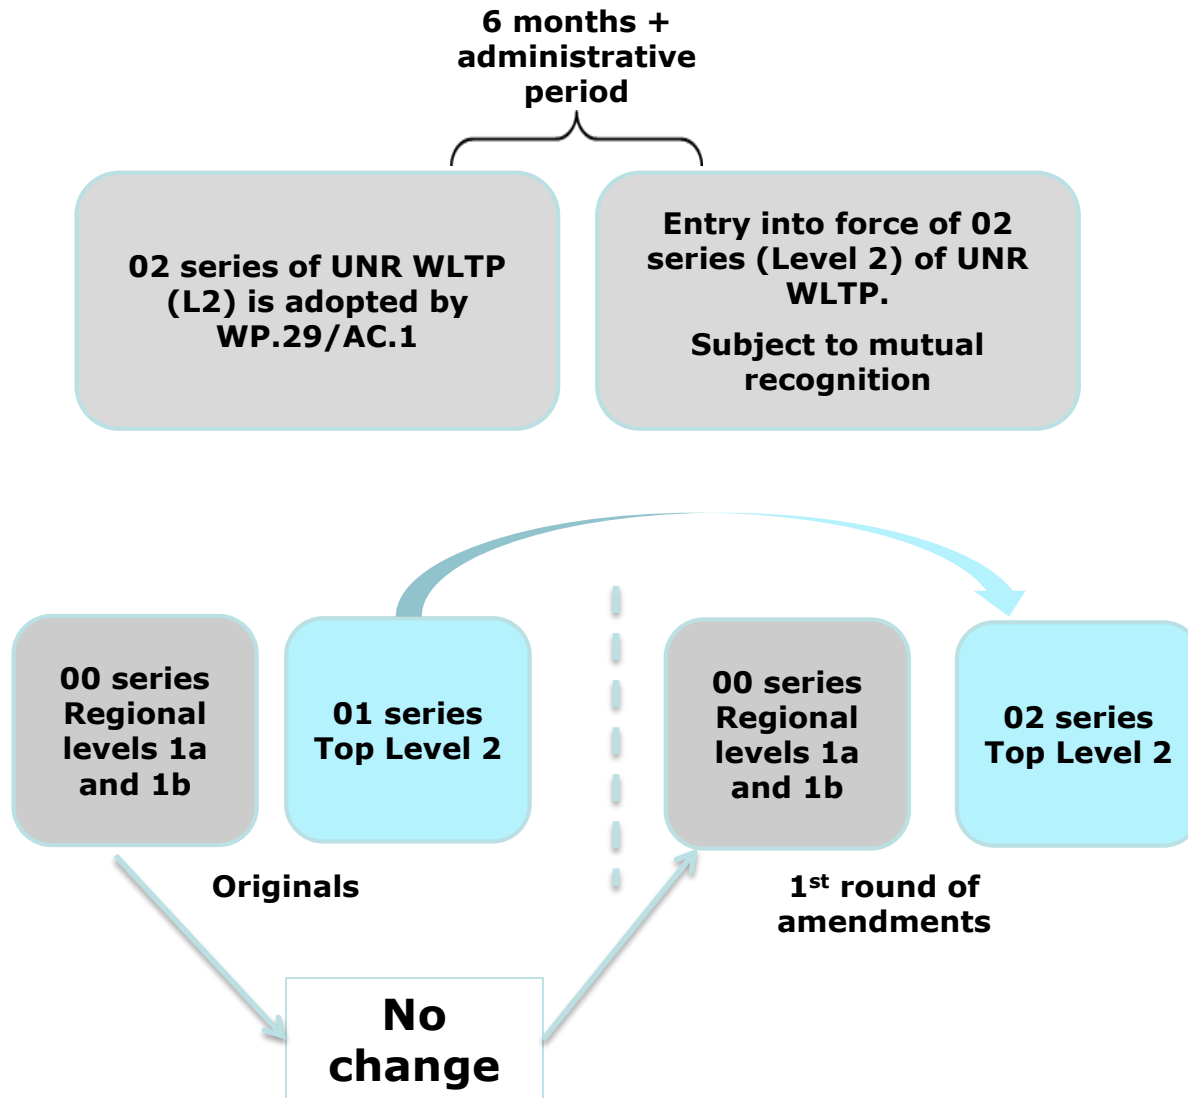 6 months +
administrative
period
02 series of UNR WLTP
(L2) is adopted by
WP.29/AC.1
Entry into force of 02
series (Level 2) of UNR
WLTP.
Subject to mutual
recognition
00 series
Regional
levels 1a
and 1b
01 series
Top Level 2
00 series
Regional
levels 1a
and 1b
02 series
Top Level 2
Originals
1st round of
amendments
No
change